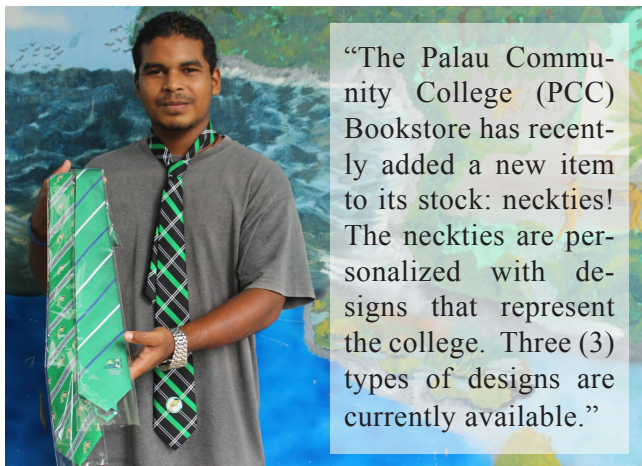 “The Palau Commu-
nity College (PCC)
Bookstore has recent-
ly added a new item
to its stock: neckties!
The neckties are per-
sonalized with de-
signs that represent
the college.  Three (3)
types of designs are
currently available.”